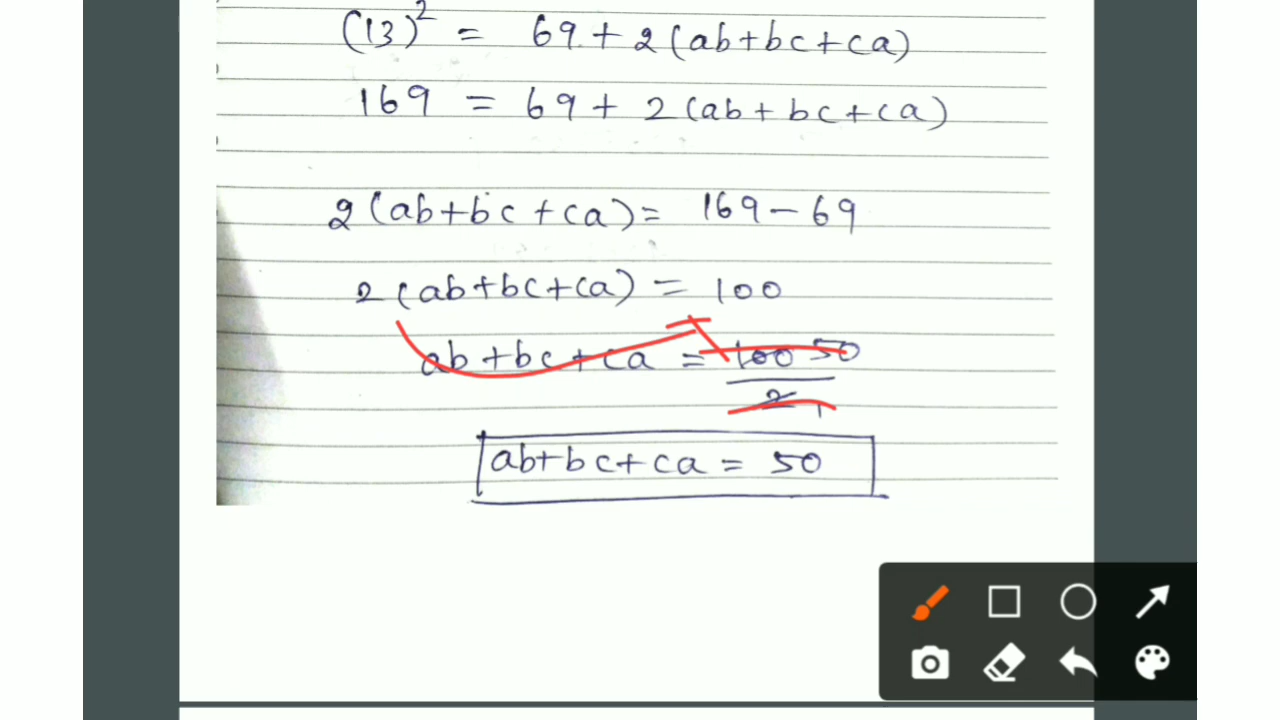 (13)² = 69 + 2 (ab+bc+ca)
169 = 69 + 2 (ab + bc + ca)
2 (ab+bc + ca) = 169 - 69
2 (ab+bc+ca) = 100
ab + bc + ca = 100 50
2 1
ab+bc+ca = 50